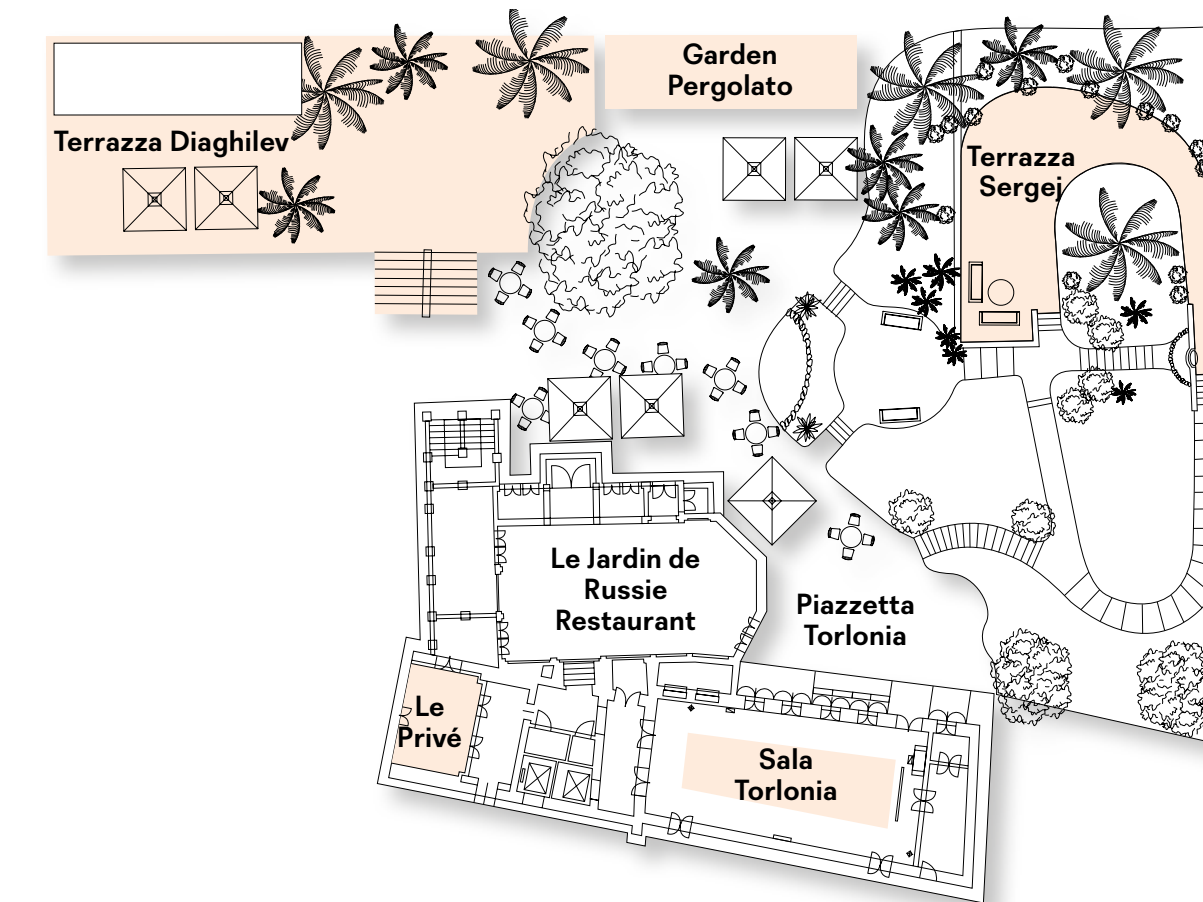 Garden
Pergolato
Terrazza Diaghilev
Terrazza
Sergej
Le Jardin de
Russie
Restaurant
Piazzetta
Torlonia
Le
Privé
Sala
Torlonia